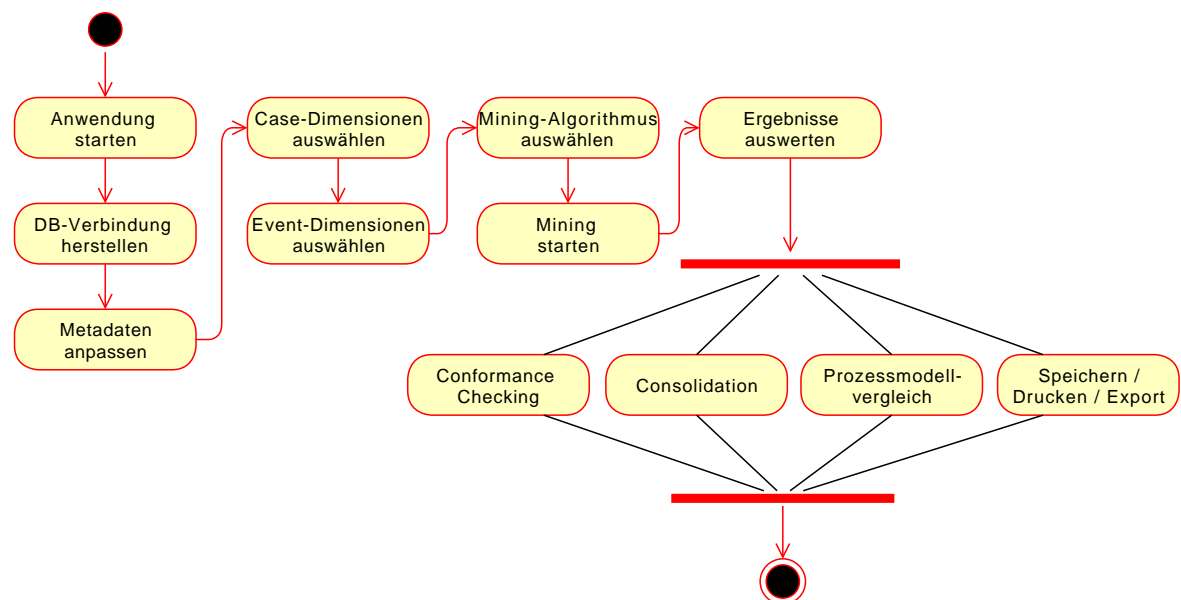 Anwendung
starten
DB-Verbindung
herstellen
Metadaten
anpassen
Case-Dimensionen
auswählen
Event-Dimensionen
auswählen
Mining-Algorithmus
auswählen
Mining
starten
Ergebnisse
auswerten
Conformance
Checking
Consolidation
Prozessmodell-
vergleich
Speichern /
Drucken / Export